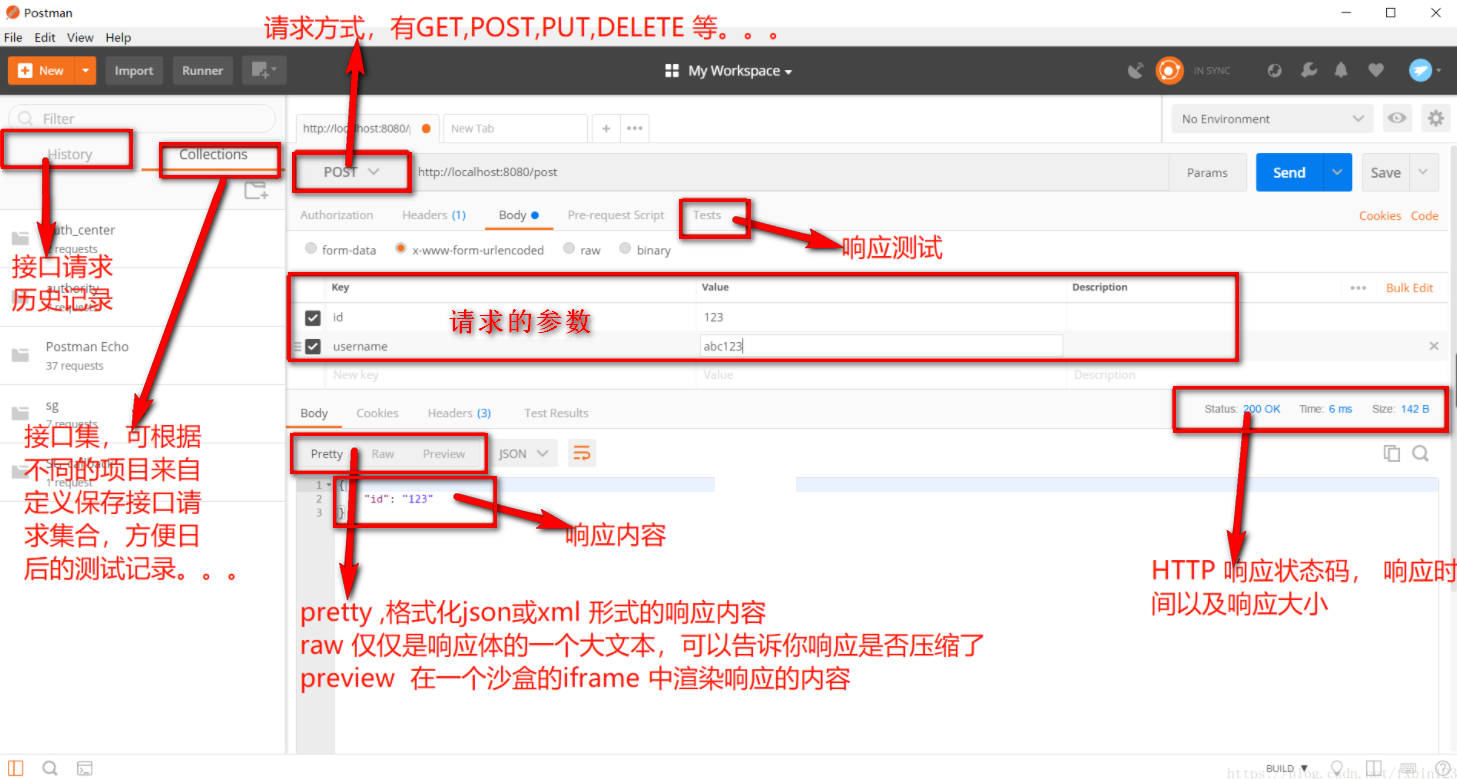 Postman
请求方式，有GET,POST,PUT,DELETE 等。。。
File Edit View Help
New Import Runner My Workspace IN SYNC
Filter
http://localhost:8080/ New Tab No Environment
History Collections
POST http://localhost:8080/post Params Send Save
Authorization Headers (1) Body Pre-request Script Tests Cookies Code
form-data x-www-form-urlencoded raw binary
响应测试
uth_center
requests
接口请求
历史记录
authority
requests
Key Value Description Bulk Edit
id 123
请求的参数
username abc123
New key Value Description
Postman Echo
37 requests
sg
7 requests
接口集，可根据
不同的项目来自
定义保存接口请
求集合，方便日
后的测试记录。。。
1 request
Body Cookies Headers (3) Test Results
Status: 200 OK Time: 6 ms Size: 142 B
Pretty Raw Preview JSON
1 {
2 "id": "123"
3 }
响应内容
HTTP 响应状态码， 响应时
间以及响应大小
pretty ,格式化json或xml 形式的响应内容
raw 仅仅是响应体的一个大文本，可以告诉你响应是否压缩了
preview 在一个沙盒的iframe 中渲染响应的内容
BUILD